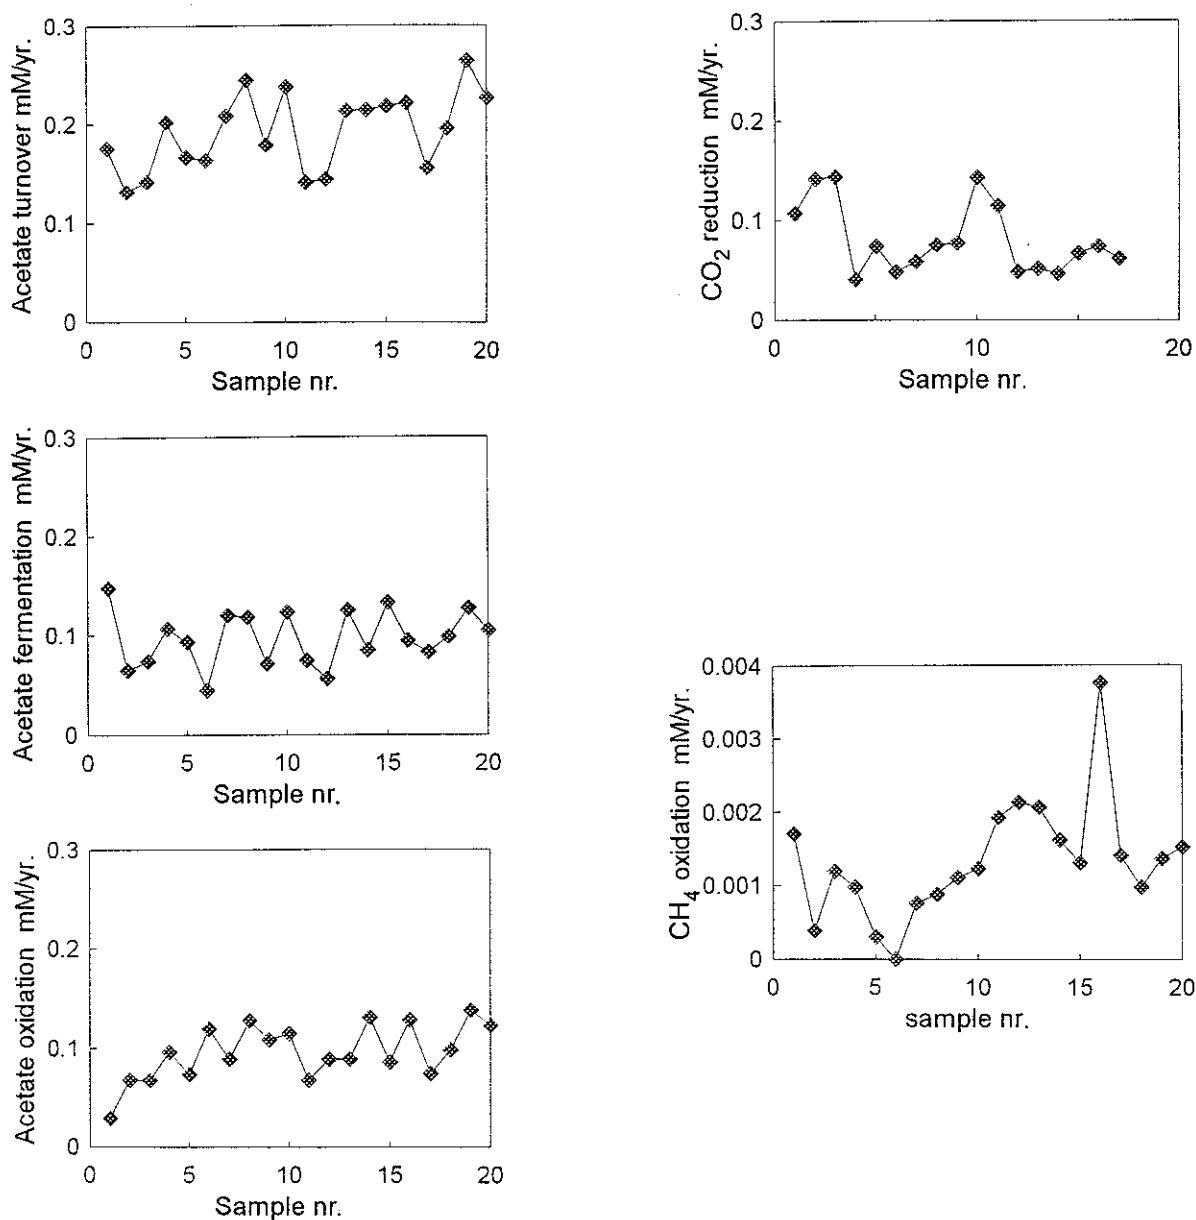 Acetate turnover mM/yr.
0.3
0.2
0.1
0
0 5 10 15 20
Sample nr.
CO2 reduction mM/yr.
0.3
0.2
0.1
0
0 10 20
Sample nr.
Acetate fermentation mM/yr.
0.3
0.2
0.1
0
0 5 10 15 20
Sample nr.
CH4 oxidation mM/yr.
0.004
0.003
0.002
0.001
0
0 5 10 15 20
sample nr.
Acetate oxidation mM/yr.
0.3
0.2
0.1
0
0 5 10 15 20
Sample nr.